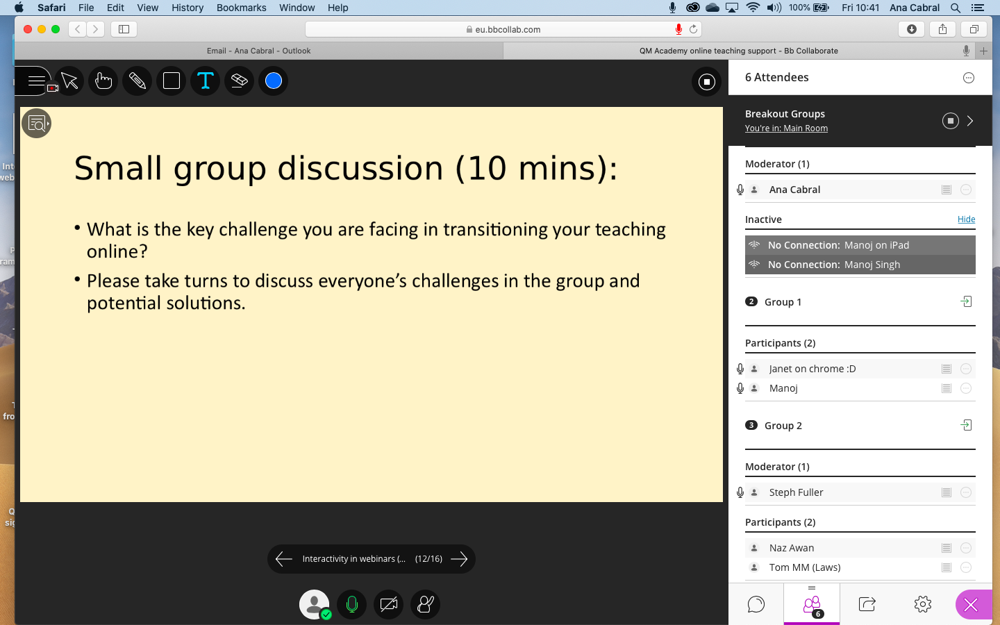 Safari File Edit View History Bookmarks Window Help 100% Fri 10:41 Ana Cabral
eu.bbcollab.com
Email - Ana Cabral - Outlook
QM Academy online teaching support - Bb Collaborate
Small group discussion (10 mins):
• What is the key challenge you are facing in transitioning your teaching
online?
• Please take turns to discuss everyone’s challenges in the group and
potential solutions.
Interactivity in webinars (... (12/16)
6 Attendees
Breakout Groups
You're in: Main Room
Moderator (1)
Ana Cabral
Inactive Hide
No Connection: Manoj on iPad
No Connection: Manoj Singh
2 Group 1
Participants (2)
Janet on chrome :D
Manoj
3 Group 2
Moderator (1)
Steph Fuller
Participants (2)
Naz Awan
Tom MM (Laws)
6